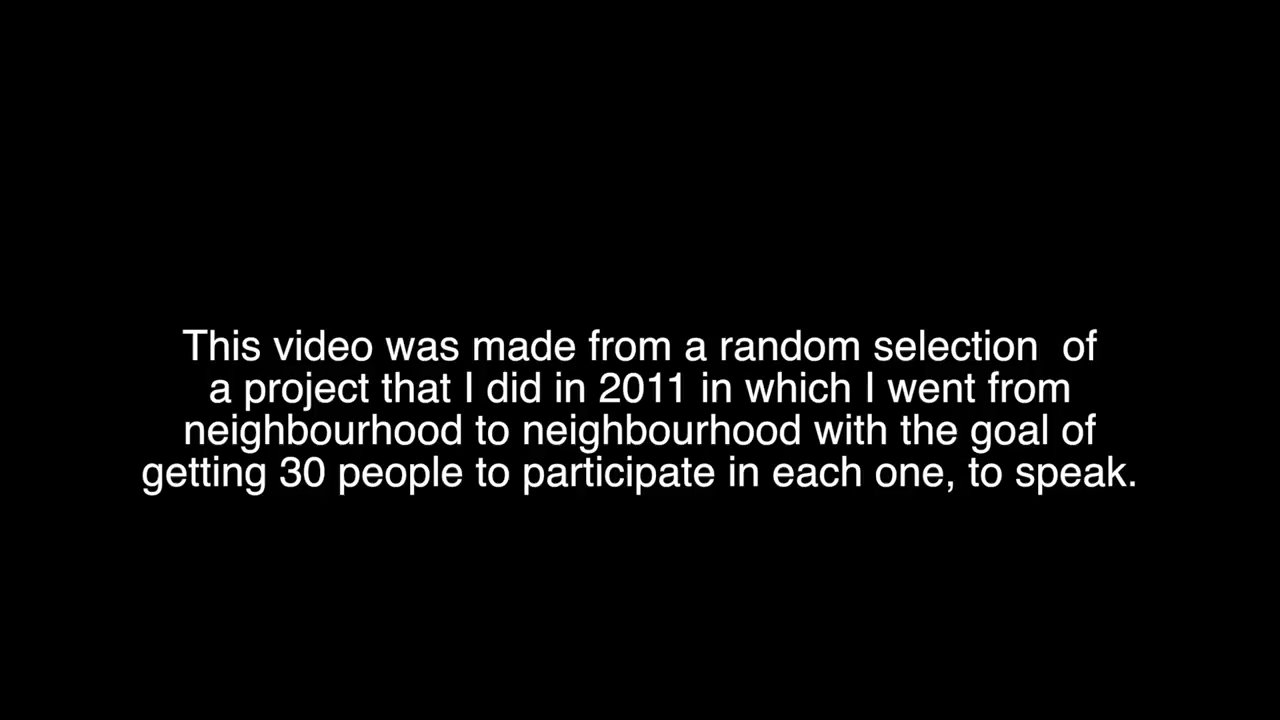 This video was made from a random selection  of
a project that I did in 2011 in which I went from
neighbourhood to neighbourhood with the goal of
getting 30 people to participate in each one, to speak.